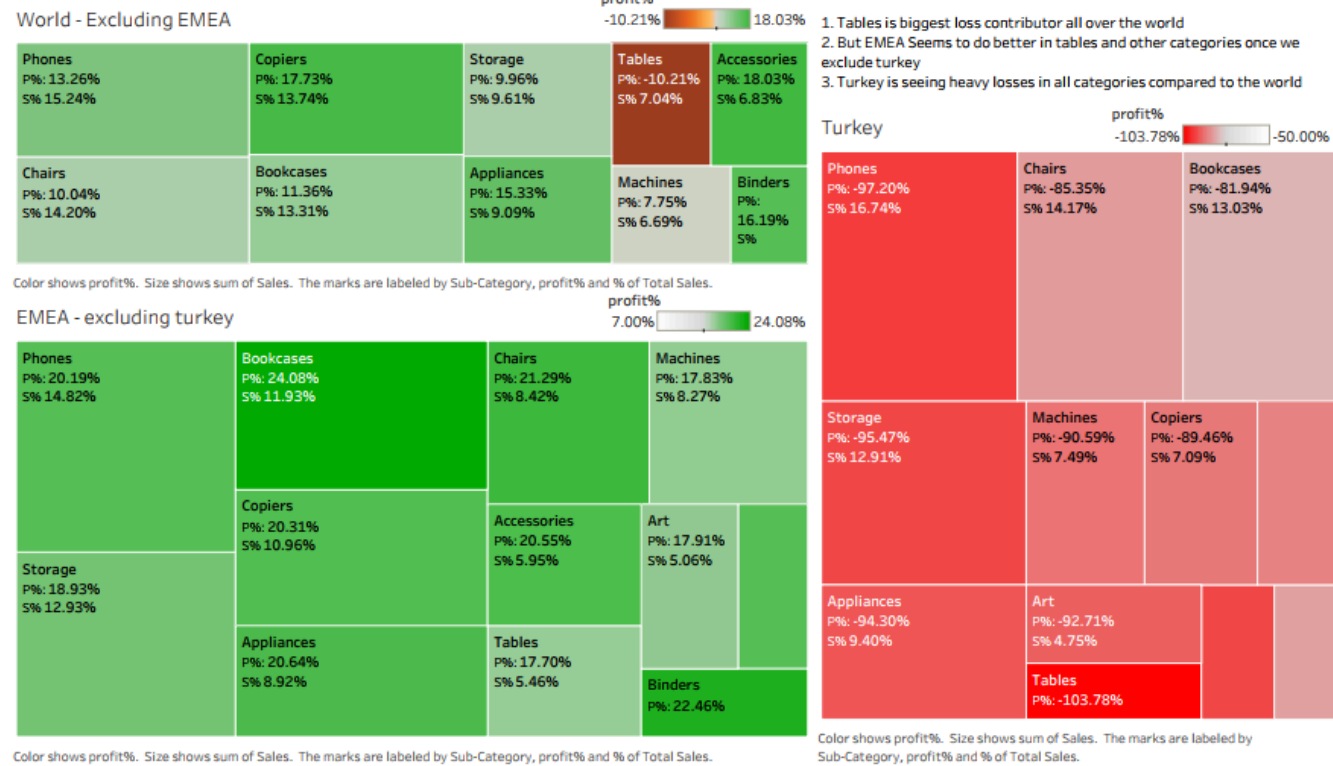 World - Excluding EMEA
profit%
-10.21% 18.03%
Phones
P%: 13.26%
S% 15.24%
Copiers
P%: 17.73%
S% 13.74%
Storage
P%: 9.96%
S% 9.61%
Tables
P%: -10.21%
S% 7.04%
Accessories
P%: 18.03%
S% 6.83%
Chairs
P%: 10.04%
S% 14.20%
Bookcases
P%: 11.36%
S% 13.31%
Appliances
P%: 15.33%
S% 9.09%
Machines
P%: 7.75%
S% 6.69%
Binders
P%:
16.19%
S%
Color shows profit%. Size shows sum of Sales. The marks are labeled by Sub-Category, profit% and % of Total Sales.
1. Tables is biggest loss contributor all over the world
2. But EMEA Seems to do better in tables and other categories once we
exclude turkey
3. Turkey is seeing heavy losses in all categories compared to the world
EMEA - excluding turkey
profit%
7.00% 24.08%
Phones
P%: 20.19%
S% 14.82%
Bookcases
P%: 24.08%
S% 11.93%
Chairs
P%: 21.29%
S% 8.42%
Machines
P%: 17.83%
S% 8.27%
Copiers
P%: 20.31%
S% 10.96%
Accessories
P%: 20.55%
S% 5.95%
Art
P%: 17.91%
S% 5.06%
Storage
P%: 18.93%
S% 12.93%
Appliances
P%: 20.64%
S% 8.92%
Tables
P%: 17.70%
S% 5.46%
Binders
P%: 22.46%
Color shows profit%. Size shows sum of Sales. The marks are labeled by Sub-Category, profit% and % of Total Sales.
Turkey
profit%
-103.78% -50.00%
Phones
P%: -97.20%
S% 16.74%
Chairs
P%: -85.35%
S% 14.17%
Bookcases
P%: -81.94%
S% 13.03%
Storage
P%: -95.47%
S% 12.91%
Machines
P%: -90.59%
S% 7.49%
Copiers
P%: -89.46%
S% 7.09%
Appliances
P%: -94.30%
S% 9.40%
Art
P%: -92.71%
S% 4.75%
Tables
P%: -103.78%
Color shows profit%. Size shows sum of Sales. The marks are labeled by
Sub-Category, profit% and % of Total Sales.